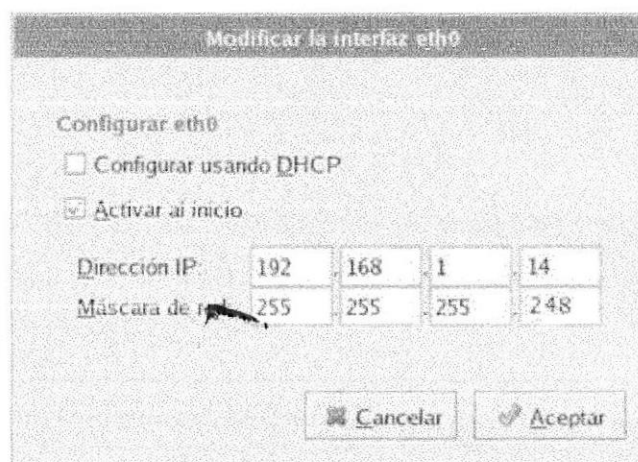 Modificar la interfaz eth0
Configurar eth0
Configurar usando DHCP
Activar al inicio
Dirección IP: 192 . 168 . 1 . 14
Máscara de 255 . 255 . 255 . 248
Cancelar Aceptar